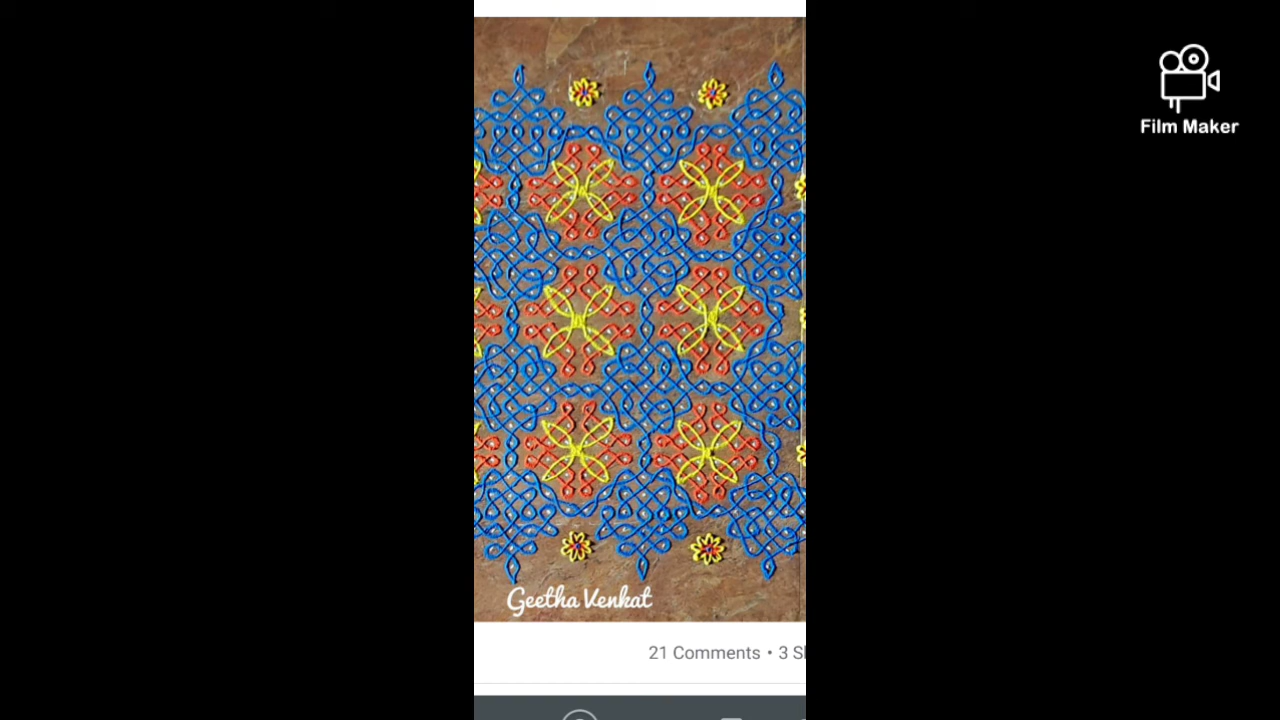 Film Maker
Geetha Venkat
21 Comments • 3